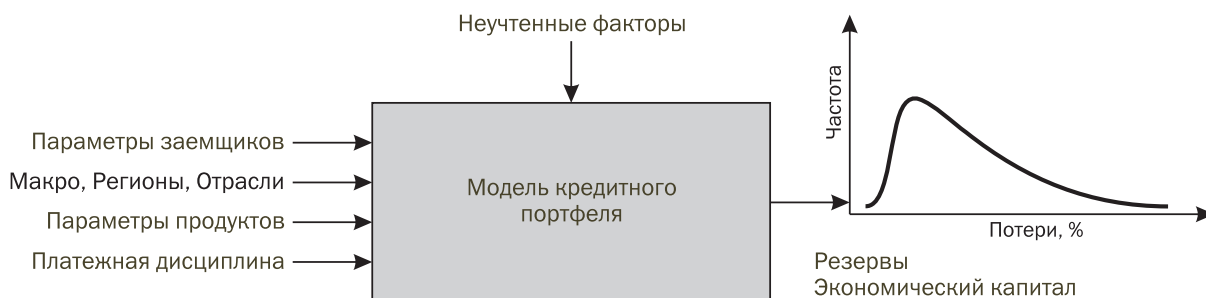 Неучтенные факторы
Частота
Параметры заемщиков
Макро, Регионы, Отрасли
Параметры продуктов
Платежная дисциплина
Модель кредитного
портфеля
Потери, %
Резервы
Экономический капитал